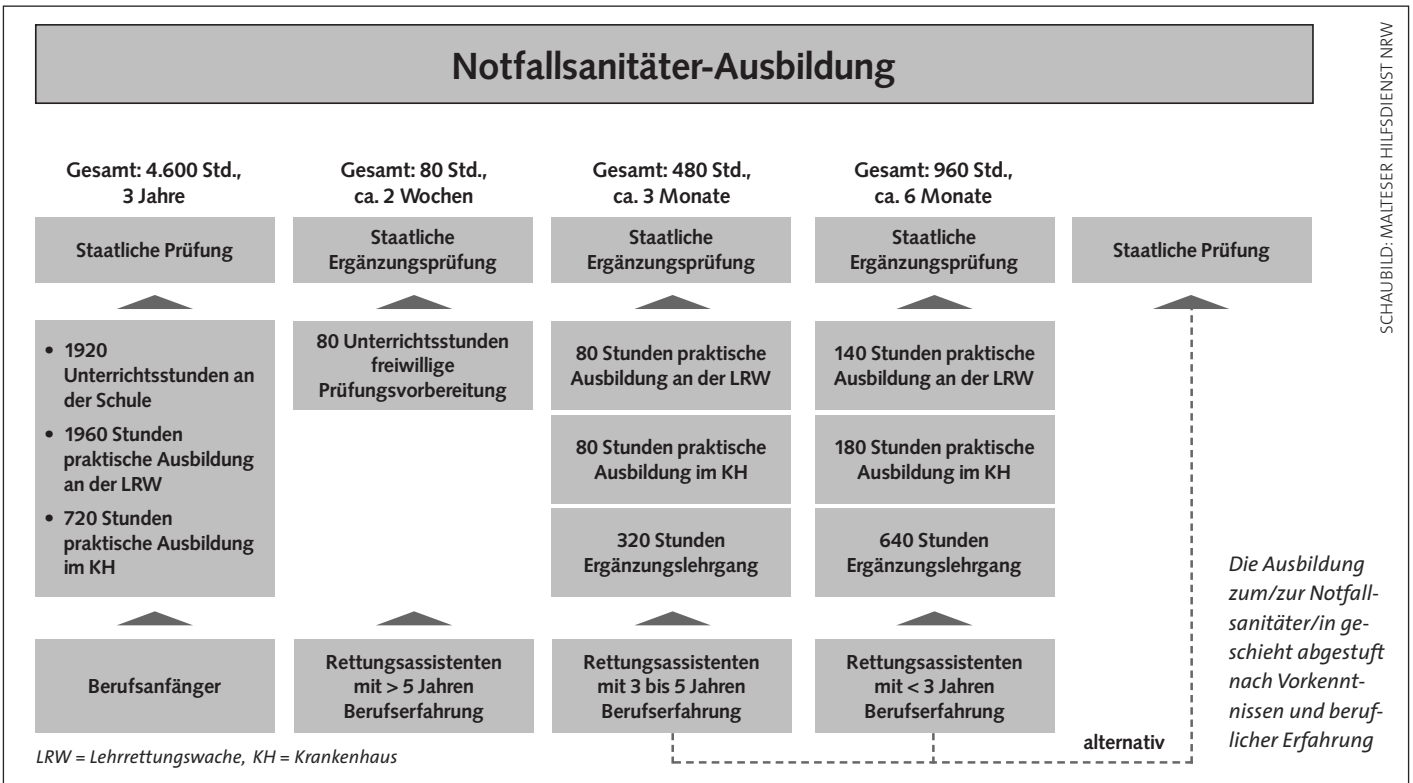 Notfallsanitäter-Ausbildung
SCHAUBILD: MALTESER HILFSDIENST NRW
Gesamt: 4.600 Std.,
3 Jahre
Staatliche Prüfung
• 1920
Unterrichtsstunden an
der Schule
• 1960 Stunden
praktische Ausbildung
an der LRW
• 720 Stunden
praktische Ausbildung
im KH
Berufsanfänger
Gesamt: 80 Std.,
ca. 2 Wochen
Staatliche
Ergänzungsprüfung
80 Unterrichtsstunden
freiwillige
Prüfungsvorbereitung
Rettungsassistenten
mit > 5 Jahren
Berufserfahrung
Gesamt: 480 Std.,
ca. 3 Monate
Staatliche
Ergänzungsprüfung
80 Stunden praktische
Ausbildung an der LRW
80 Stunden praktische
Ausbildung im KH
320 Stunden
Ergänzungslehrgang
Rettungsassistenten
mit 3 bis 5 Jahren
Berufserfahrung
Gesamt: 960 Std.,
ca. 6 Monate
Staatliche
Ergänzungsprüfung
140 Stunden praktische
Ausbildung an der LRW
180 Stunden praktische
Ausbildung im KH
640 Stunden
Ergänzungslehrgang
Rettungsassistenten
mit < 3 Jahren
Berufserfahrung
Staatliche Prüfung
alternativ
Die Ausbildung
zum/zur Notfall-
sanitäter/in ge-
schieht abgestuft
nach Vorkennt-
nissen und beruf-
licher Erfahrung
LRW = Lehrrettungswache, KH = Krankenhaus